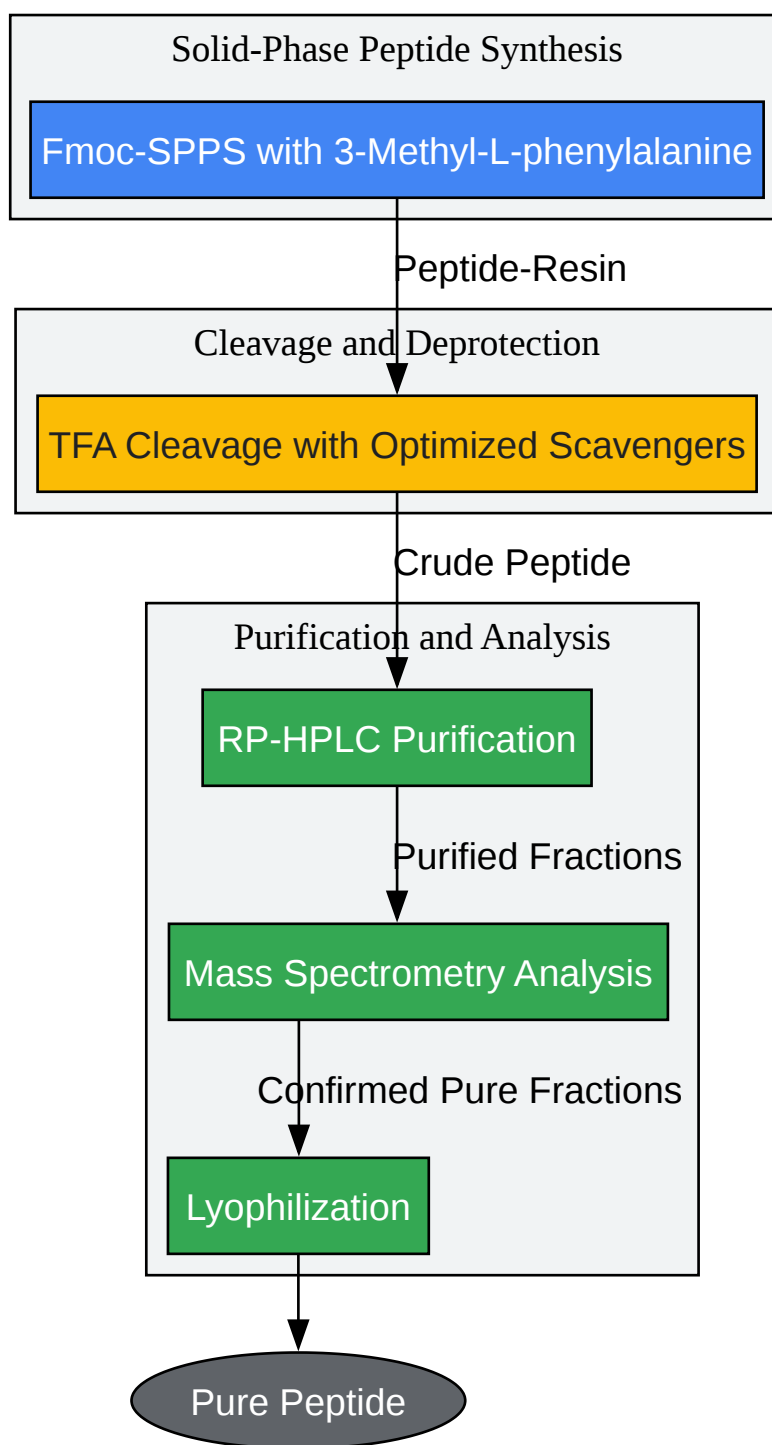 Solid-Phase Peptide Synthesis
Fmoc-SPPS with 3-Methyl-L-phenylalanine
Peptide-Resin
Cleavage and Deprotection
TFA Cleavage with Optimized Scavengers
Crude Peptide
Purification and Analysis
RP-HPLC Purification
Purified Fractions
Mass Spectrometry Analysis
Confirmed Pure Fractions
Lyophilization
Pure Peptide